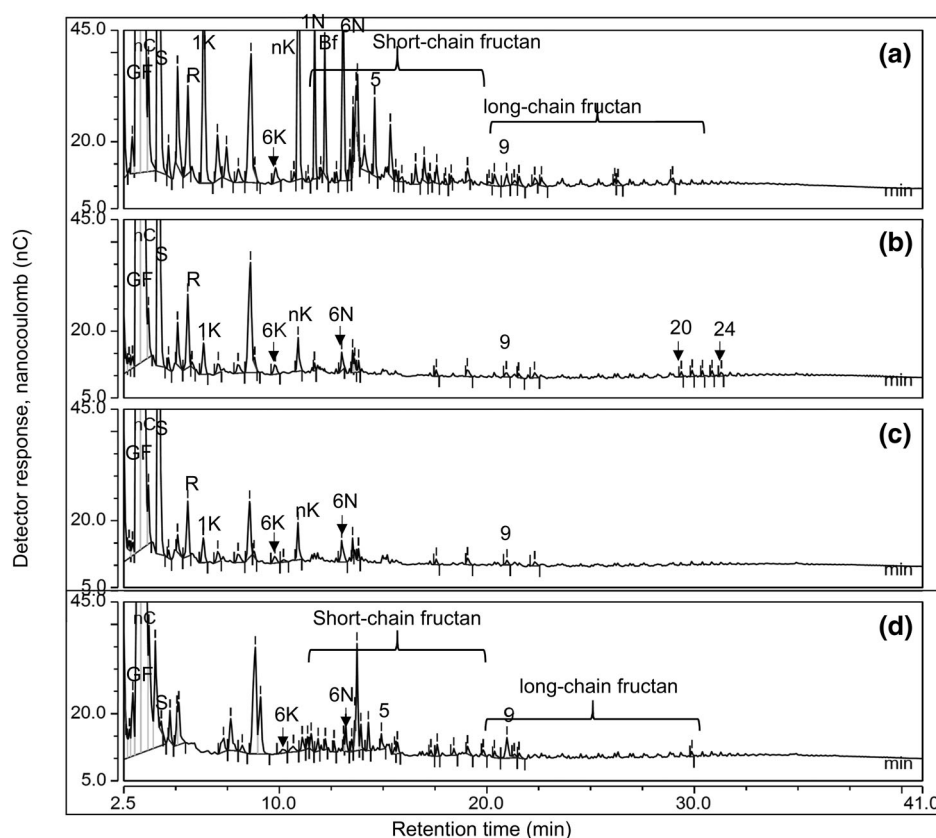 Detector response, nanocoulomb (nC)
45.0
20.0
5.0
nC
GF
S
R
1K
6K
nK
1N
Bf
6N
5
Short-chain fructan
long-chain fructan
9
(a)
min
45.0
20.0
5.0
nC
GF
S
R
1K
6K
nK
6N
9
20
24
(b)
min
45.0
20.0
5.0
nC
GF
S
R
1K
6K
nK
6N
9
(c)
min
45.0
20.0
5.0
nC
GF
S
6K
6N
5
Short-chain fructan
long-chain fructan
9
(d)
min
2.5 10.0 20.0 30.0 41.0
Retention time (min)